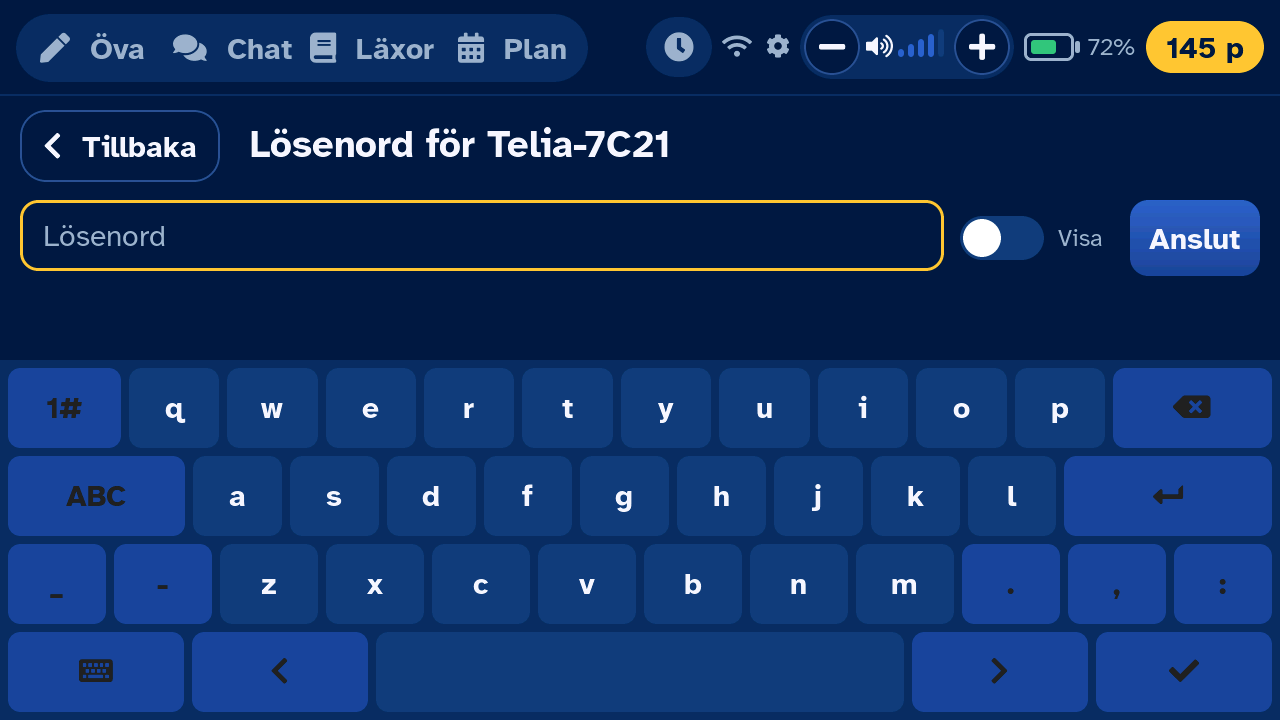 Öva Chat Läxor Plan 72% 145 p
Tillbaka Lösenord för Telia-7C21
Lösenord Visa Anslut
1# q w e r t y u i o p
ABC a s d f g h j k l
_ - z x c v b n m . , :